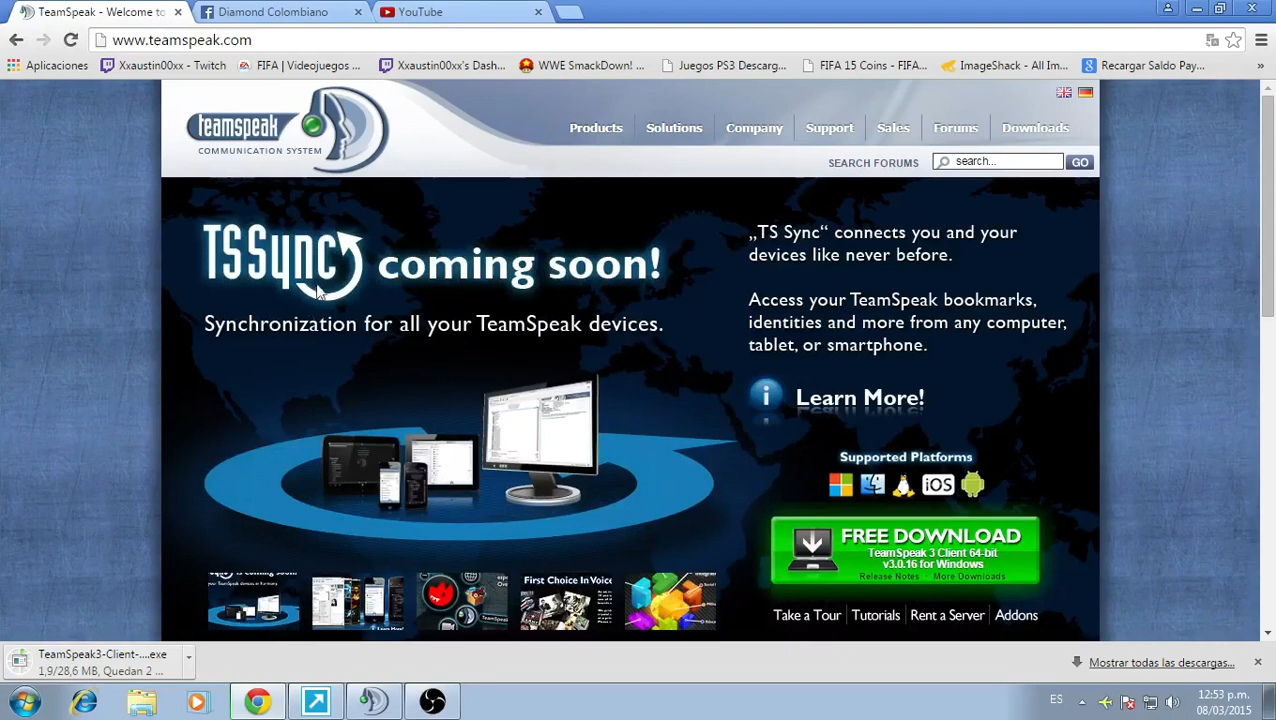 TeamSpeak - Welcome to
Diamond Colombiano
YouTube
www.teamspeak.com
Aplicaciones
Xxaustin00xx - Twitch
FIFA | Videojuegos ...
Xxaustin00xx's Dash...
WWE SmackDown! ...
Juegos PS3 Descarg...
FIFA 15 Coins - FIFA...
ImageShack - All Im...
Recargar Saldo Pay...
»
teamspeak
COMMUNICATION SYSTEM
Products
Solutions
Company
Support
Sales
Forums
Downloads
SEARCH FORUMS
search...
GO
TSSync coming soon!
Synchronization for all your TeamSpeak devices.
„TS Sync“ connects you and your
devices like never before.
Access your TeamSpeak bookmarks,
identities and more from any computer,
tablet, or smartphone.
i Learn More!
Supported Platforms
iOS
FREE DOWNLOAD
TeamSpeak 3 Client 64-bit
v3.0.16 for Windows
Release Notes - More Downloads
Take a Tour
Tutorials
Rent a Server
Addons
First Choice In Voice
TeamSpeak3-Client-....exe
1,9/28,6 MB, Quedan 2 ...
Mostrar todas las descargas...
ES
12:53 p.m.
08/03/2015